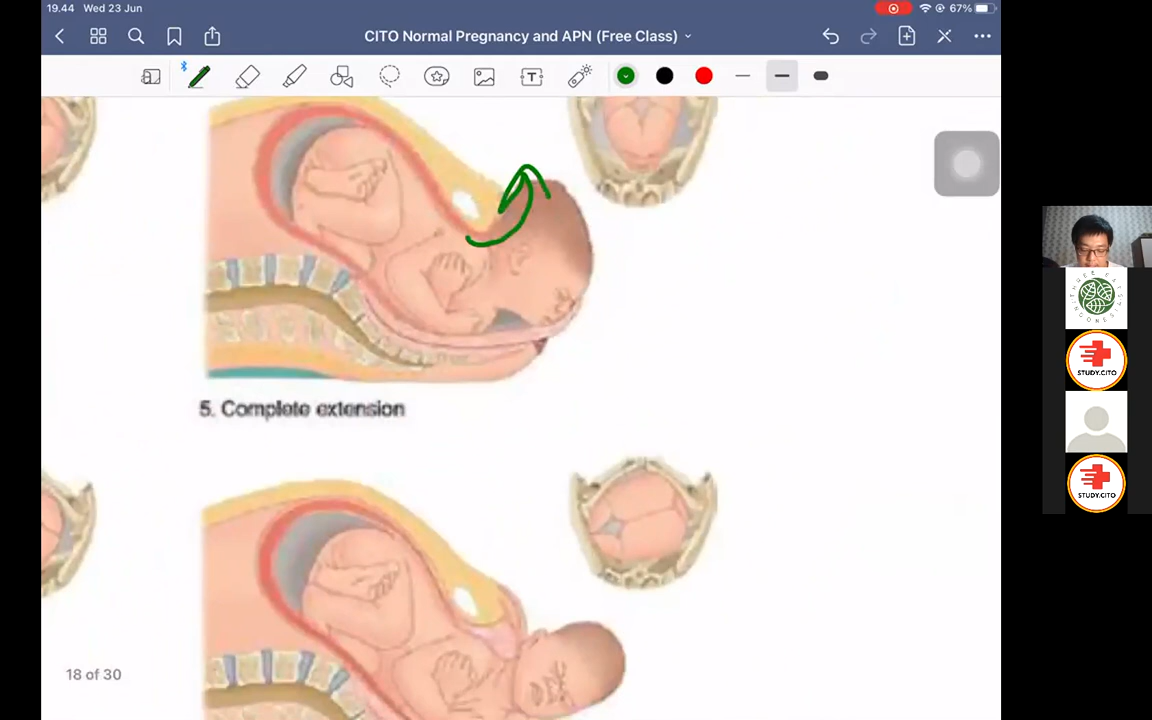 19.44 Wed 23 Jun
67%
CITO Normal Pregnancy and APN (Free Class)
T
STUDY.CITO
5. Complete extension
STUDY.CITO
18 of 30